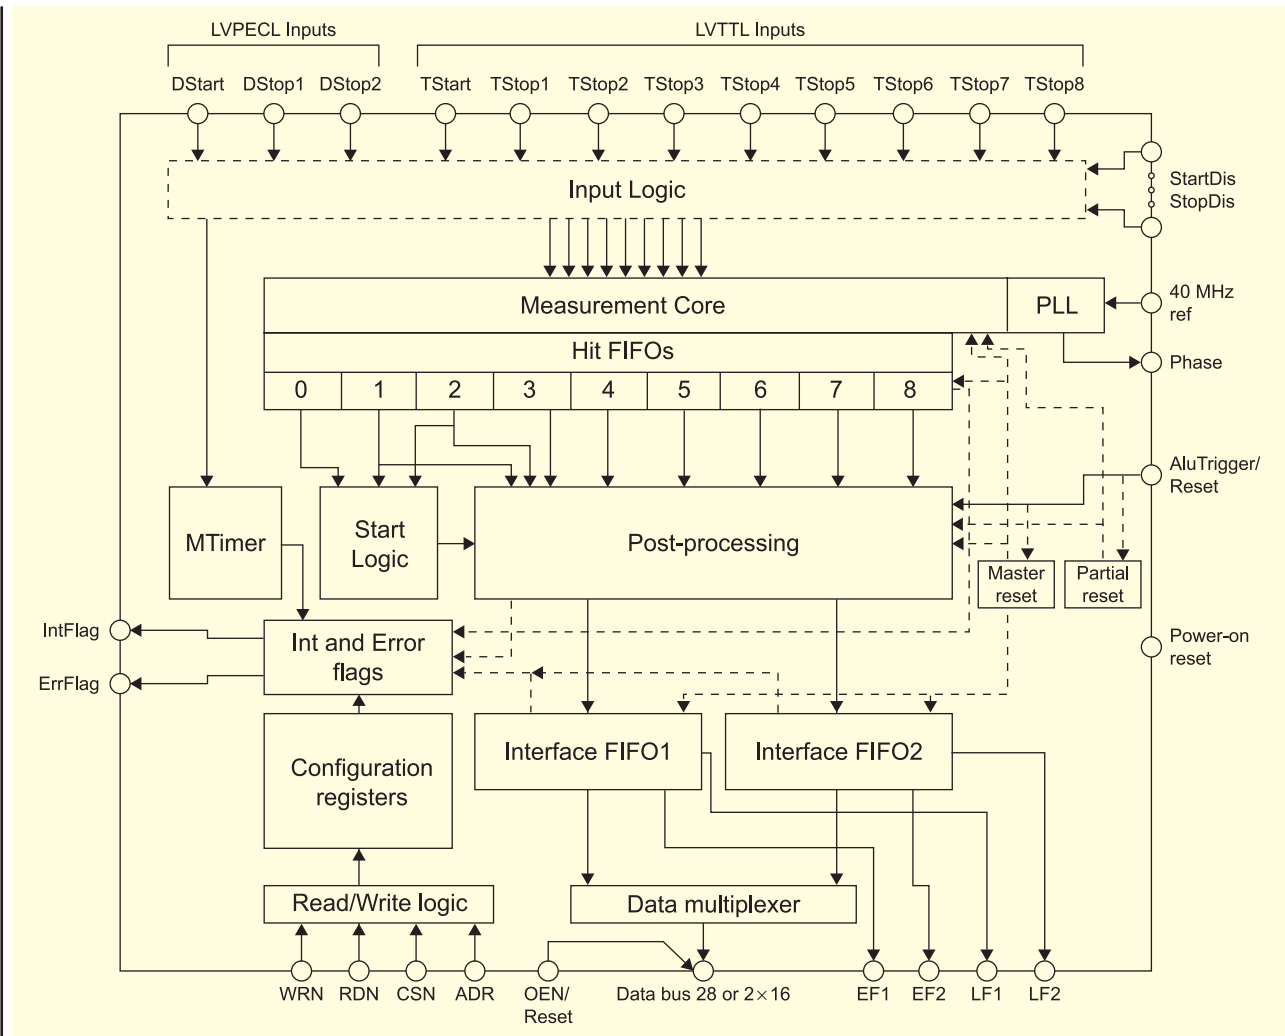 LVPECL Inputs
LVTTL Inputs
DStart DStop1 DStop2 TStart TStop1 TStop2 TStop3 TStop4 TStop5 TStop6 TStop7 TStop8
Input Logic
StartDis
StopDis
Measurement Core
PLL
40 MHz
ref
Hit FIFOs
Phase
0 1 2 3 4 5 6 7 8
AluTrigger/
Reset
MTimer
Start
Logic
Post-processing
Master
reset
Partial
reset
IntFlag
ErrFlag
Int and Error
flags
Power-on
reset
Configuration
registers
Interface FIFO1
Interface FIFO2
Read/Write logic
Data multiplexer
WRN RDN CSN ADR
OEN/
Reset
Data bus 28 or 2×16
EF1 EF2 LF1 LF2